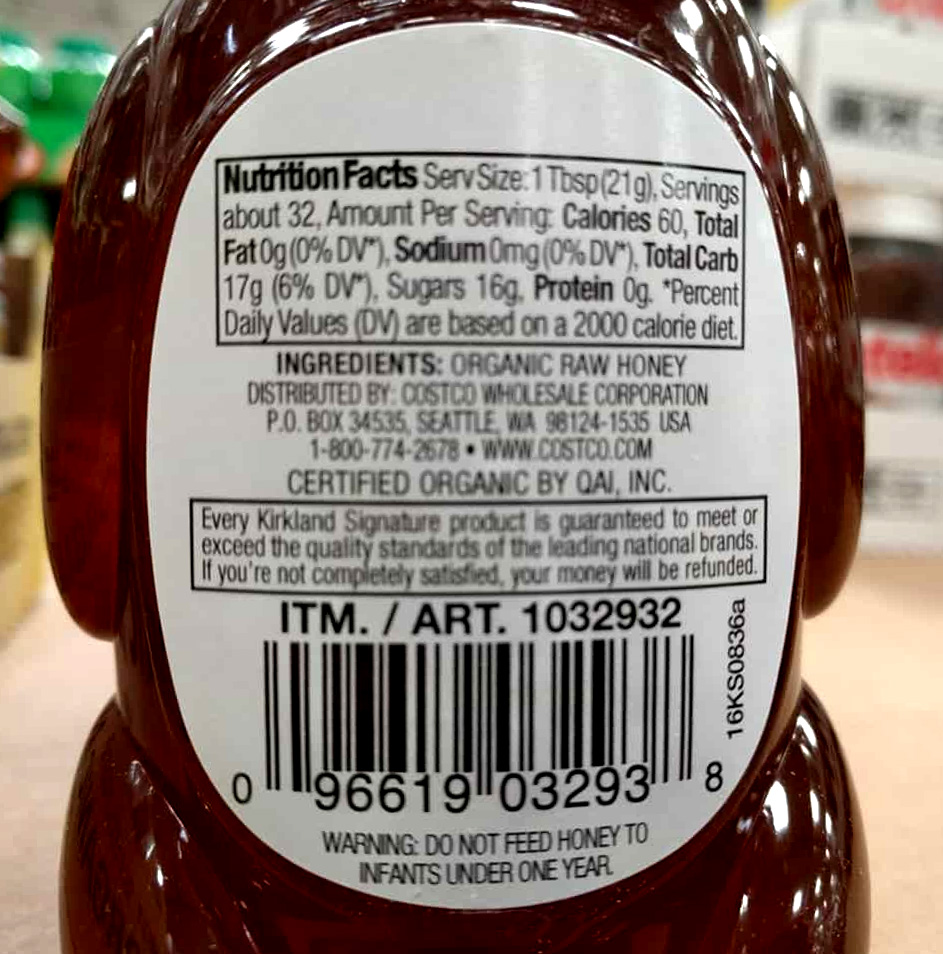 Nutrition Facts Serv Size: 1 Tbsp (21g), Servings
about 32, Amount Per Serving: Calories 60, Total
Fat 0g (0% DV*), Sodium 0mg (0% DV*), Total Carb
17g (6% DV*), Sugars 16g, Protein 0g. *Percent
Daily Values (DV) are based on a 2000 calorie diet.
INGREDIENTS: ORGANIC RAW HONEY
DISTRIBUTED BY: COSTCO WHOLESALE CORPORATION
P.O. BOX 34535, SEATTLE, WA 98124-1535 USA
1-800-774-2678 • WWW.COSTCO.COM
CERTIFIED ORGANIC BY QAI, INC.
Every Kirkland Signature product is guaranteed to meet or
exceed the quality standards of the leading national brands.
If you're not completely satisfied, your money will be refunded.
ITM. / ART. 1032932
16KS0836a
0 96619 03293 8
WARNING: DO NOT FEED HONEY TO
INFANTS UNDER ONE YEAR.